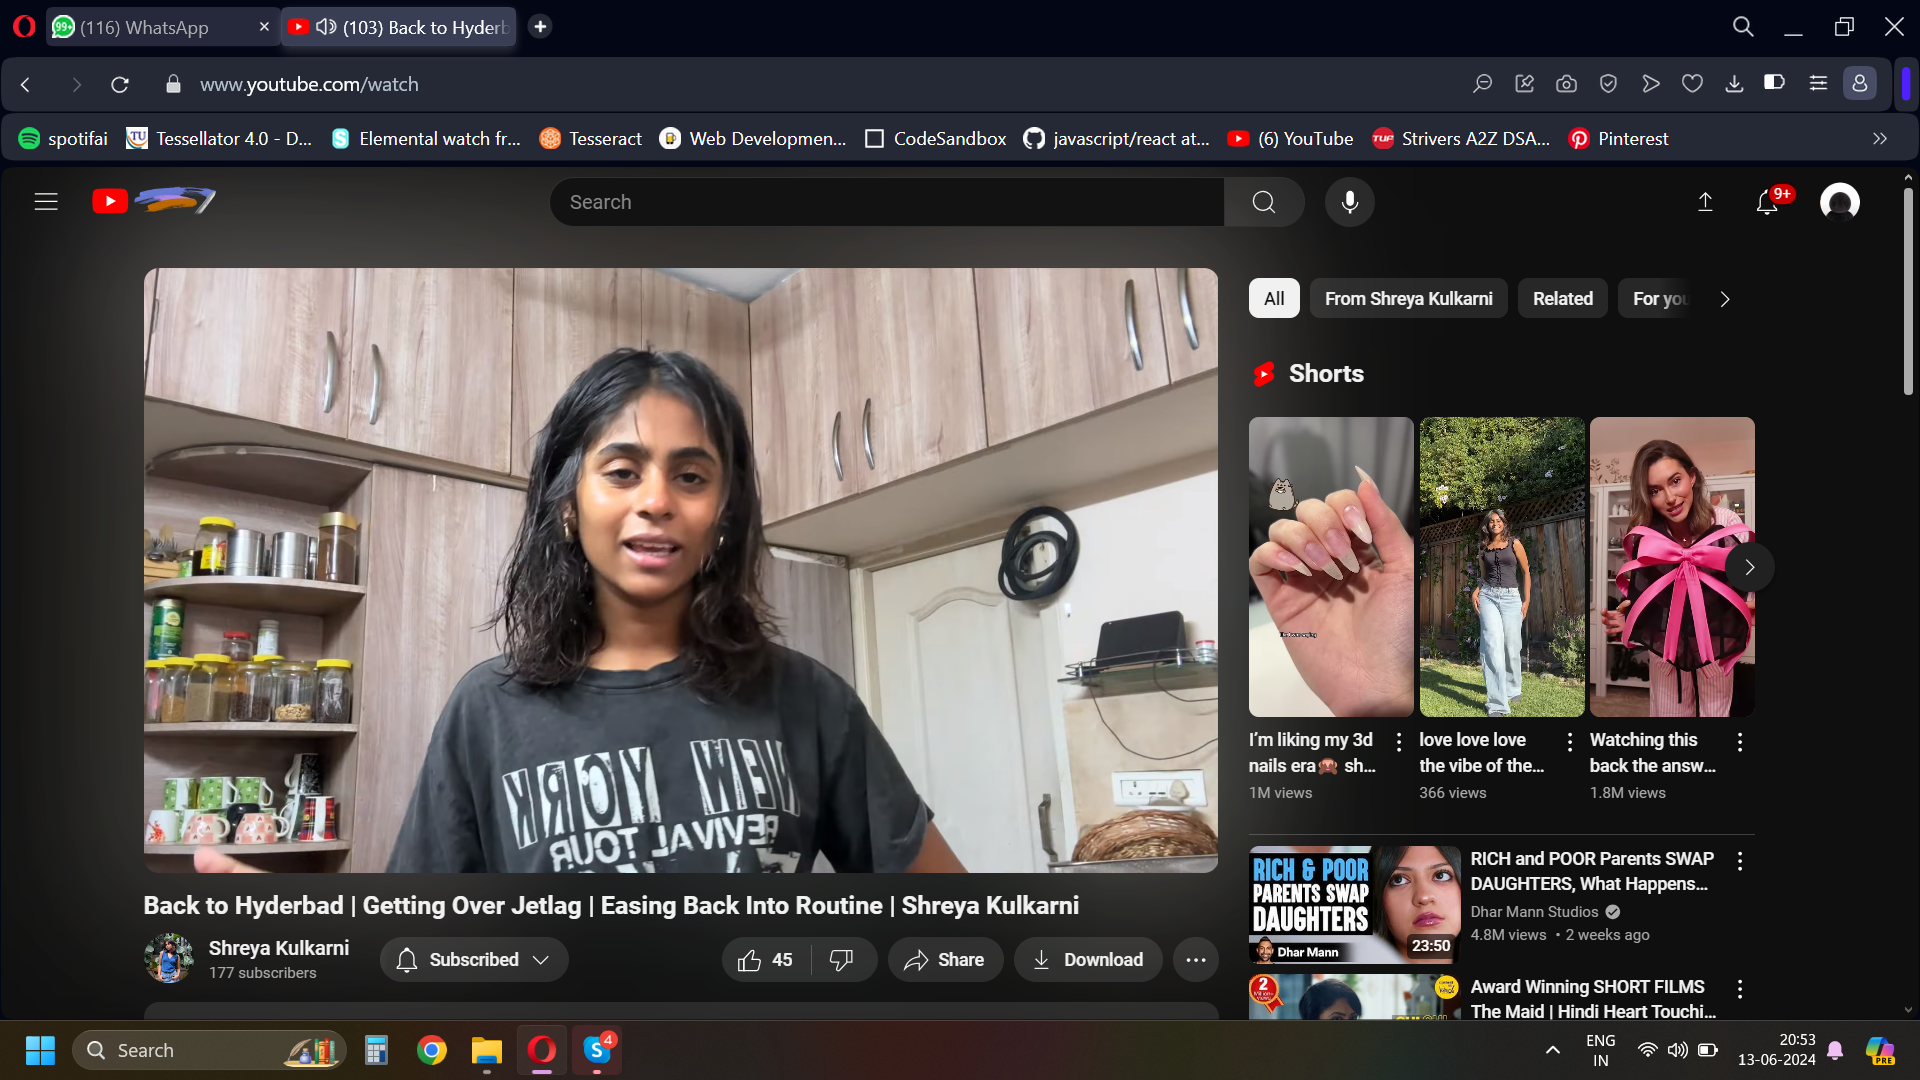 (116) WhatsApp
(103) Back to Hyderb
www.youtube.com/watch
spotifai
Tessellator 4.0 - D...
Elemental watch fr...
Tesseract
Web Developmen...
CodeSandbox
javascript/react at...
(6) YouTube
Strivers A2Z DSA...
Pinterest
Search
9+
All
From Shreya Kulkarni
Related
For you
Shorts
NEW YORK
REVIVAL TOUR
I'm liking my 3d
nails era🙈 sh...
1M views
love love love
the vibe of the...
366 views
Watching this
back the answ...
1.8M views
Back to Hyderbad | Getting Over Jetlag | Easing Back Into Routine | Shreya Kulkarni
Shreya Kulkarni
177 subscribers
Subscribed
45
Share
Download
RICH & POOR
PARENTS SWAP
DAUGHTERS
Dhar Mann
23:50
RICH and POOR Parents SWAP
DAUGHTERS, What Happens...
Dhar Mann Studios
4.8M views • 2 weeks ago
2
Award Winning SHORT FILMS
The Maid | Hindi Heart Touchi...
Search
4
ENG
IN
20:53
13-06-2024
PRE